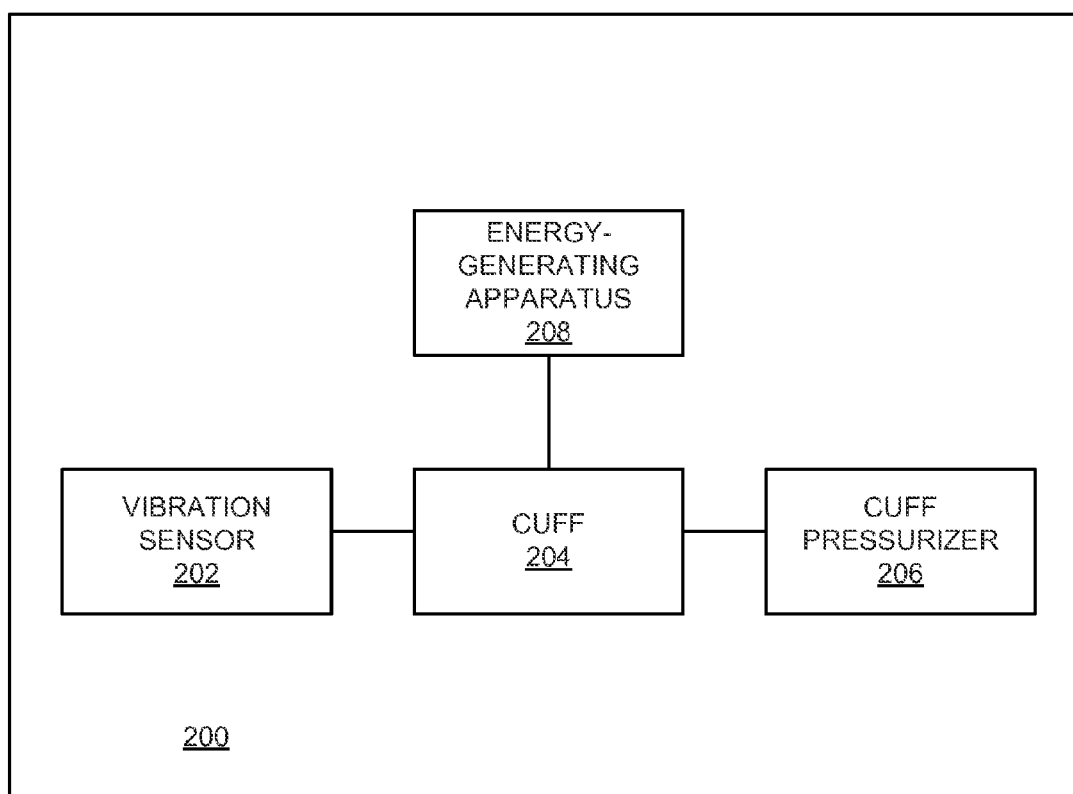 ENERGY-
GENERATING
APPARATUS
208
VIBRATION
SENSOR
202
CUFF
204
CUFF
PRESSURIZER
206
200